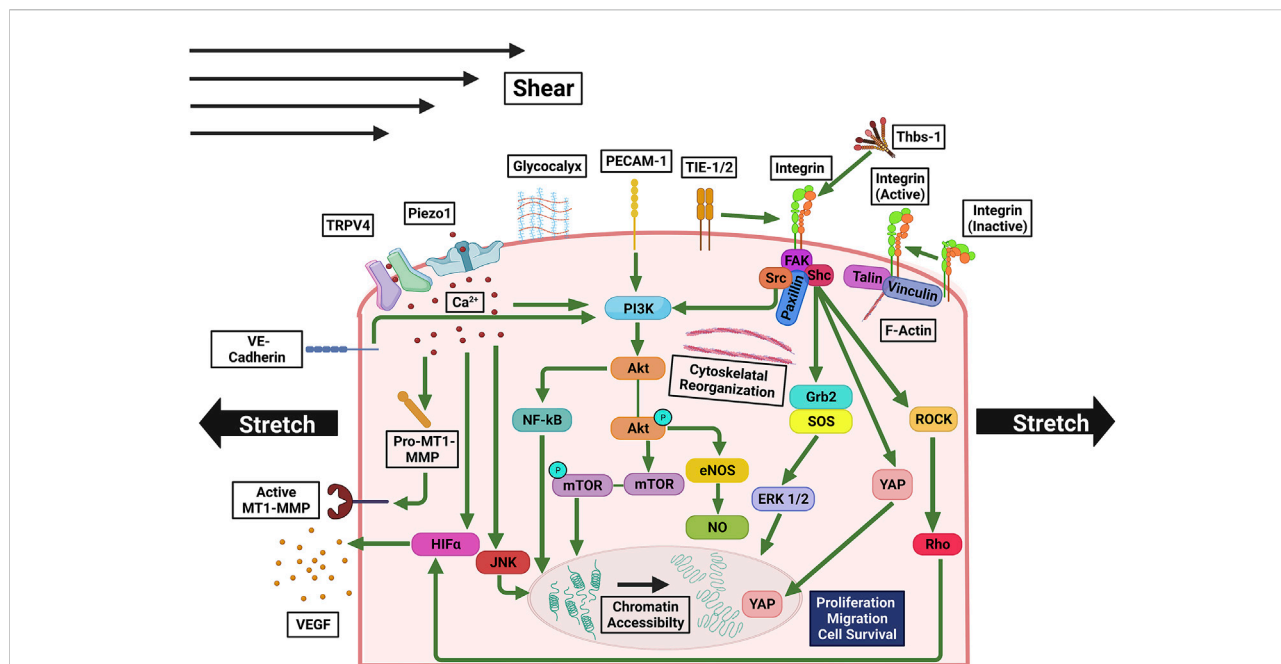 Shear
Thbs-1
Glycocalyx
PECAM-1
TIE-1/2
Integrin
Integrin
(Active)
Integrin
(Inactive)
TRPV4
Piezo1
Ca²⁺
FAK
Src
Shc
Paxillin
Talin
Vinculin
F-Actin
PI3K
VE-
Cadherin
Akt
Cytoskelatal
Reorganization
Grb2
SOS
NF-kB
Akt
P
ROCK
Stretch
Stretch
Pro-MT1-
MMP
P
mTOR
mTOR
eNOS
YAP
Active
MT1-MMP
ERK 1/2
NO
HIFα
JNK
Rho
VEGF
Chromatin
Accessibilty
YAP
Proliferation
Migration
Cell Survival